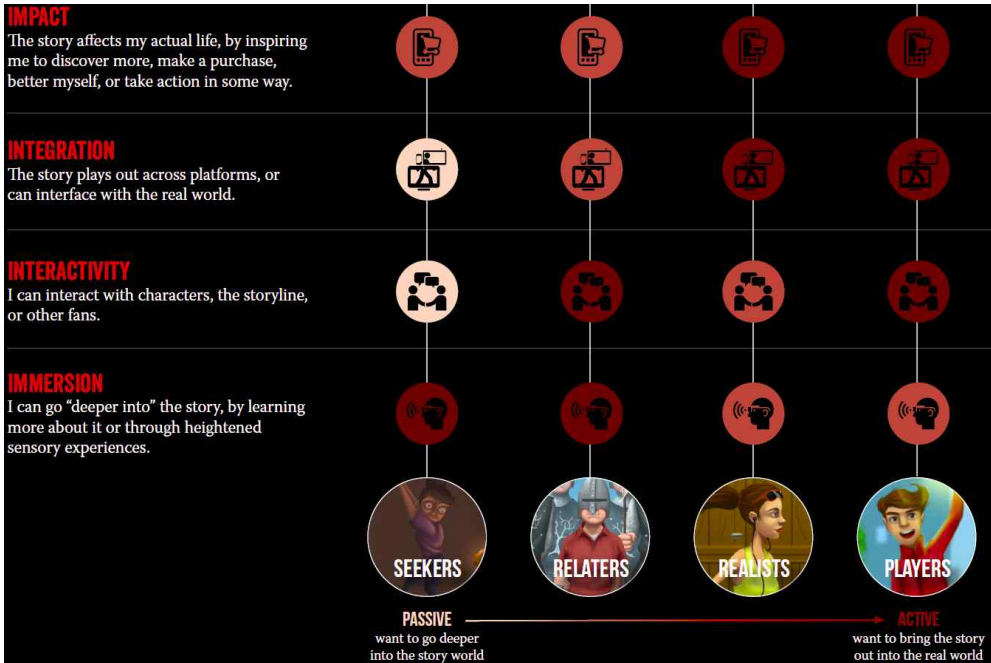 IMPACT
The story affects my actual life, by inspiring
me to discover more, make a purchase,
better myself, or take action in some way.
INTEGRATION
The story plays out across platforms, or
can interface with the real world.
INTERACTIVITY
I can interact with characters, the storyline,
or other fans.
IMMERSION
I can go “deeper into” the story, by learning
more about it or through heightened
sensory experiences.
SEEKERS
RELATERS
REALISTS
PLAYERS
PASSIVE
want to go deeper
into the story world
ACTIVE
want to bring the story
out into the real world